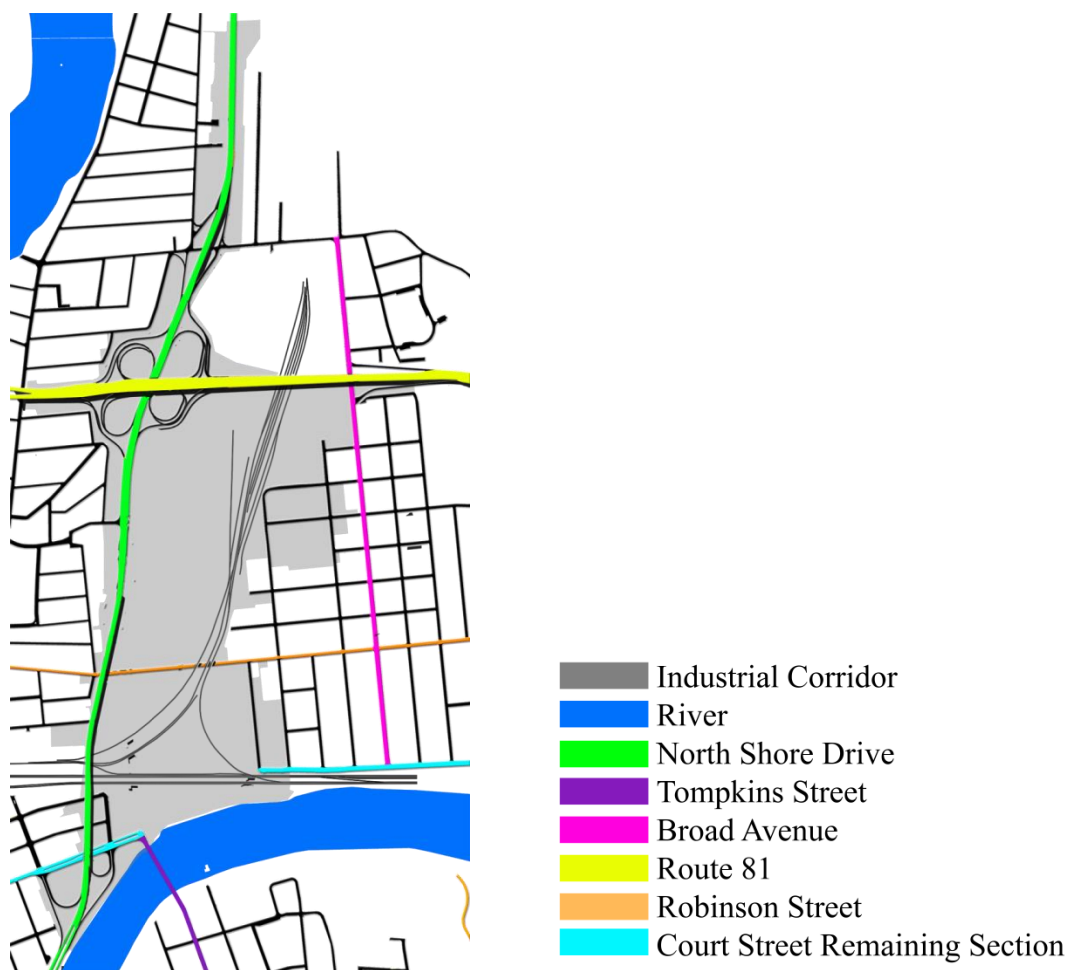 Industrial Corridor
River
North Shore Drive
Tompkins Street
Broad Avenue
Route 81
Robinson Street
Court Street Remaining Section